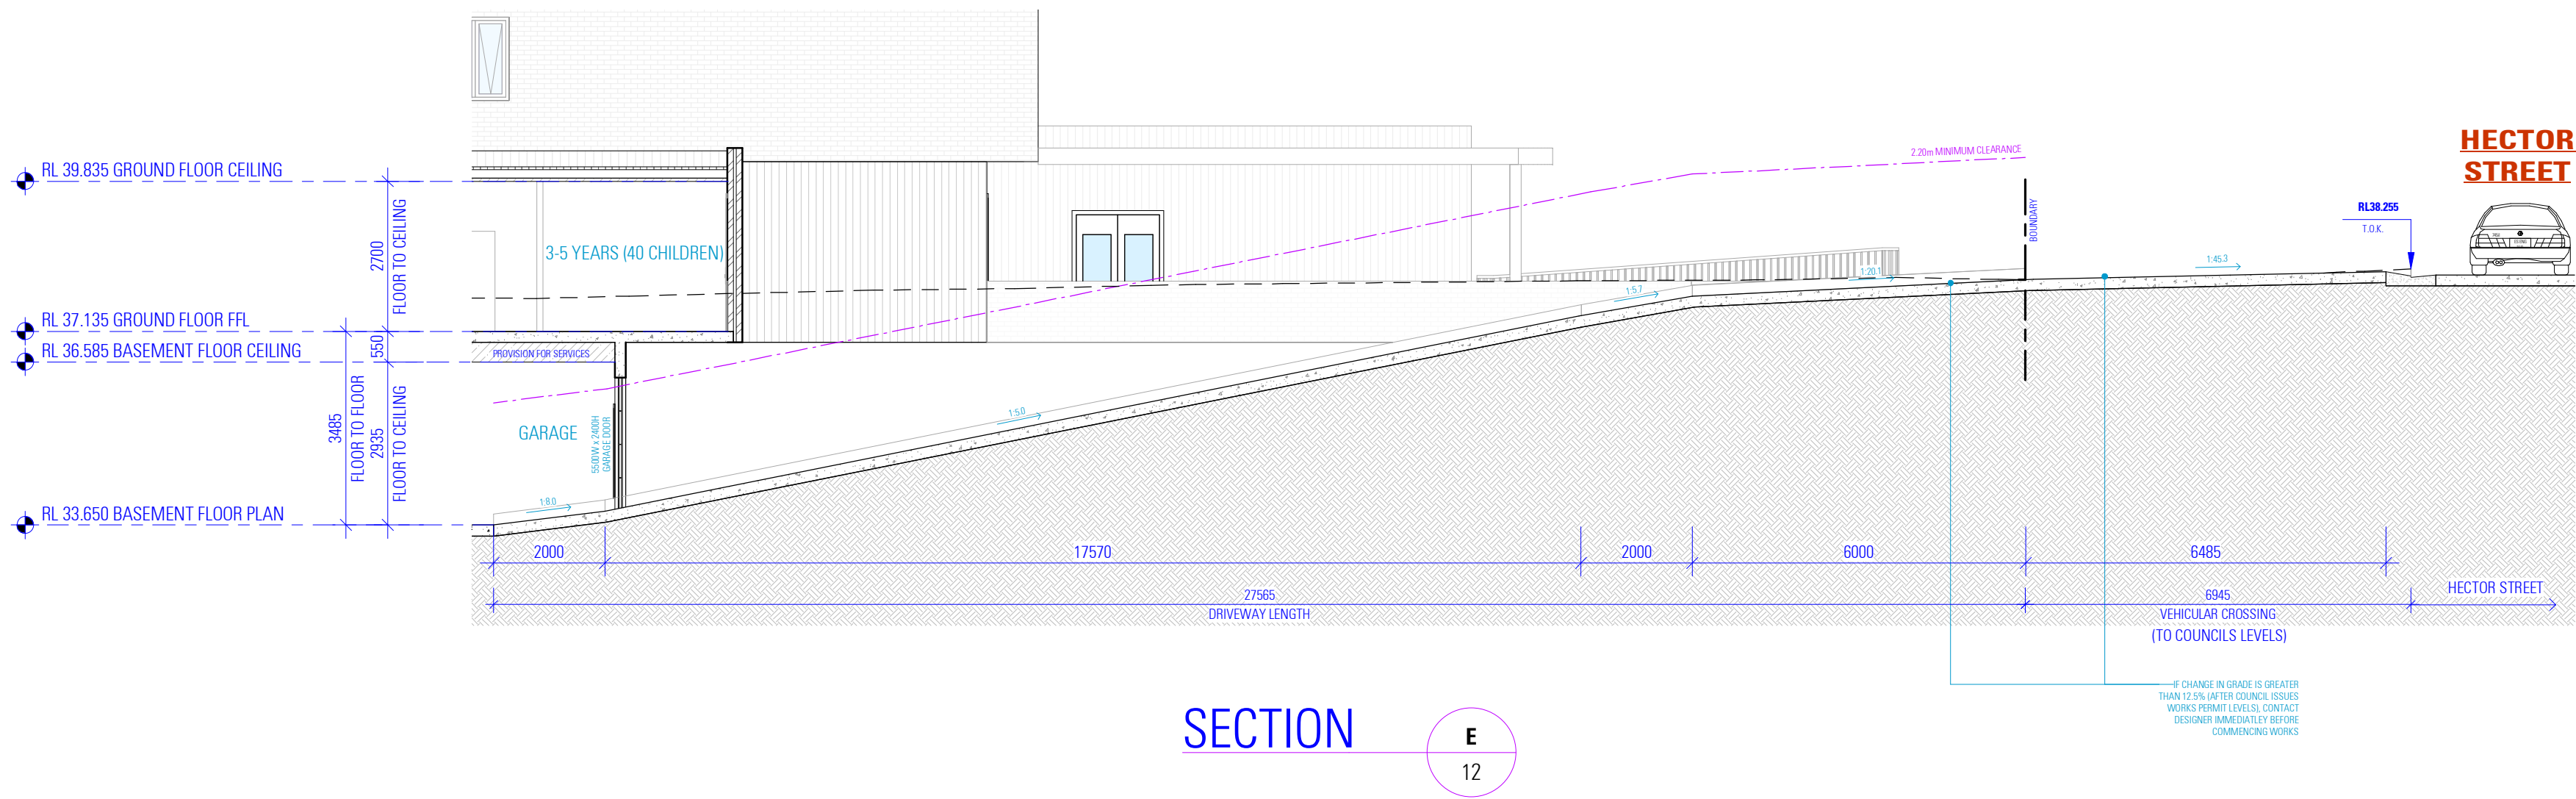 HECTOR
STREET
2.20m MINIMUM CLEARANCE
RL 39.835 GROUND FLOOR CEILING
BOUNDARY
RL38.255
T.O.K.
2700
FLOOR TO CEILING
3-5 YEARS (40 CHILDREN)
1:45.3
1:20.1
1:5.7
RL 37.135 GROUND FLOOR FFL
RL 36.585 BASEMENT FLOOR CEILING
550
PROVISION FOR SERVICES
3485
FLOOR TO FLOOR
2935
FLOOR TO CEILING
GARAGE
5500W x 2400H
GARAGE DOOR
1:5.0
1:8.0
RL 33.650 BASEMENT FLOOR PLAN
2000
17570
2000
6000
6485
27565
DRIVEWAY LENGTH
6945
VEHICULAR CROSSING
(TO COUNCILS LEVELS)
HECTOR STREET
IF CHANGE IN GRADE IS GREATER
THAN 12.5% (AFTER COUNCIL ISSUES
WORKS PERMIT LEVELS), CONTACT
DESIGNER IMMEDIATLEY BEFORE
COMMENCING WORKS
SECTION
E
12